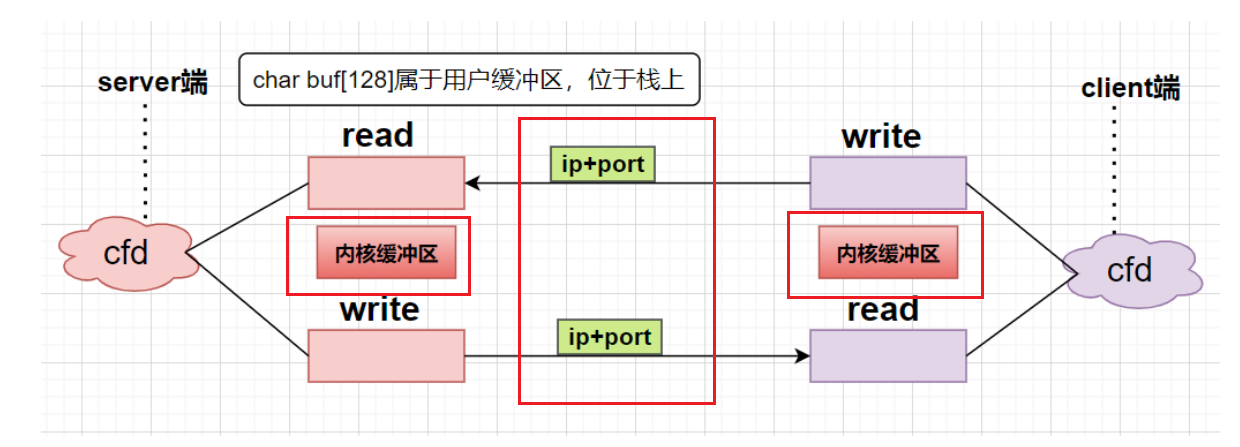 server端
char buf[128]属于用户缓冲区，位于栈上
client端
read
write
ip+port
cfd
内核缓冲区
内核缓冲区
cfd
write
read
ip+port